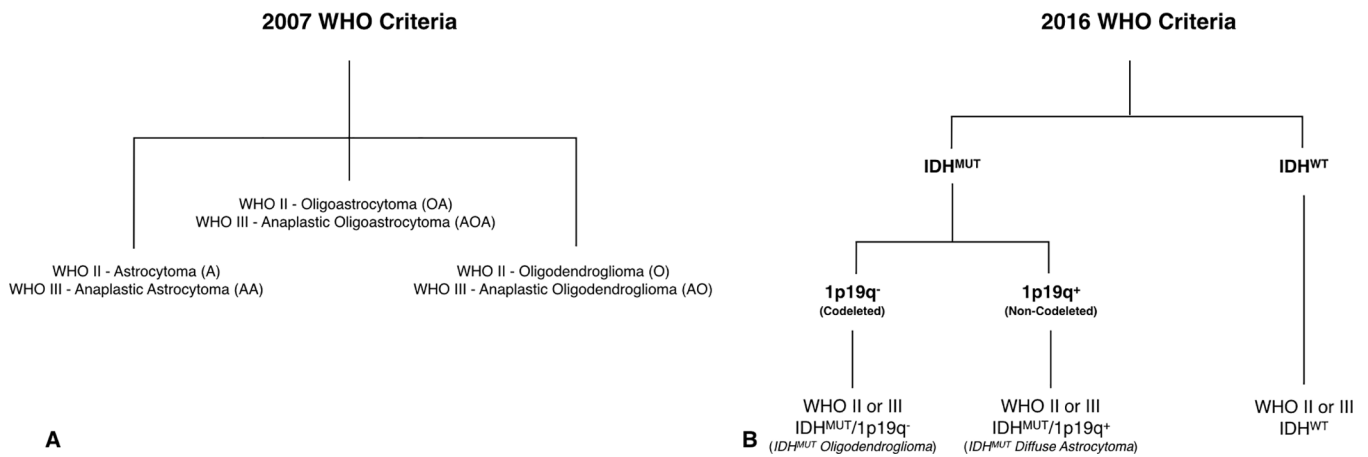 2007 WHO Criteria
WHO II - Oligoastrocytoma (OA)
WHO III - Anaplastic Oligoastrocytoma (AOA)
WHO II - Astrocytoma (A)
WHO III - Anaplastic Astrocytoma (AA)
WHO II - Oligodendroglioma (O)
WHO III - Anaplastic Oligodendroglioma (AO)
A
2016 WHO Criteria
IDHᴹᵁᵀ
IDHᵂᵀ
1p19q⁻
(Codeleted)
1p19q⁺
(Non-Codeleted)
WHO II or III
IDHᴹᵁᵀ/1p19q⁻
(IDHᴹᵁᵀ Oligodendroglioma)
WHO II or III
IDHᴹᵁᵀ/1p19q⁺
(IDHᴹᵁᵀ Diffuse Astrocytoma)
WHO II or III
IDHᵂᵀ
B